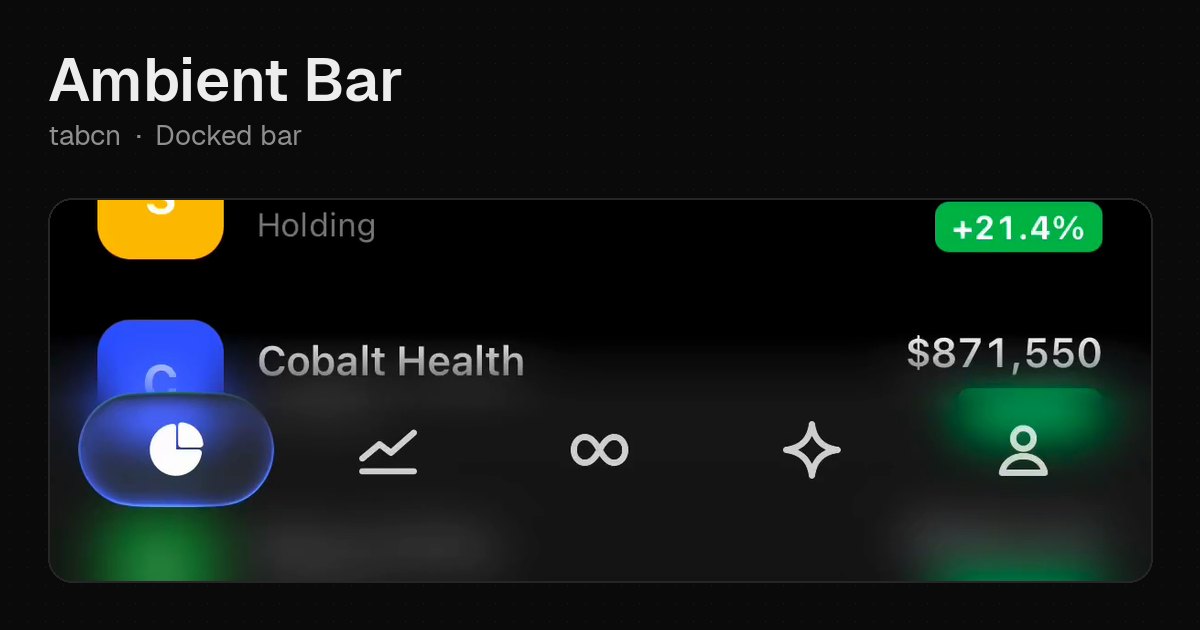 Ambient Bar
tabcn · Docked bar
Holding
+21.4%
C
Cobalt Health
$871,550